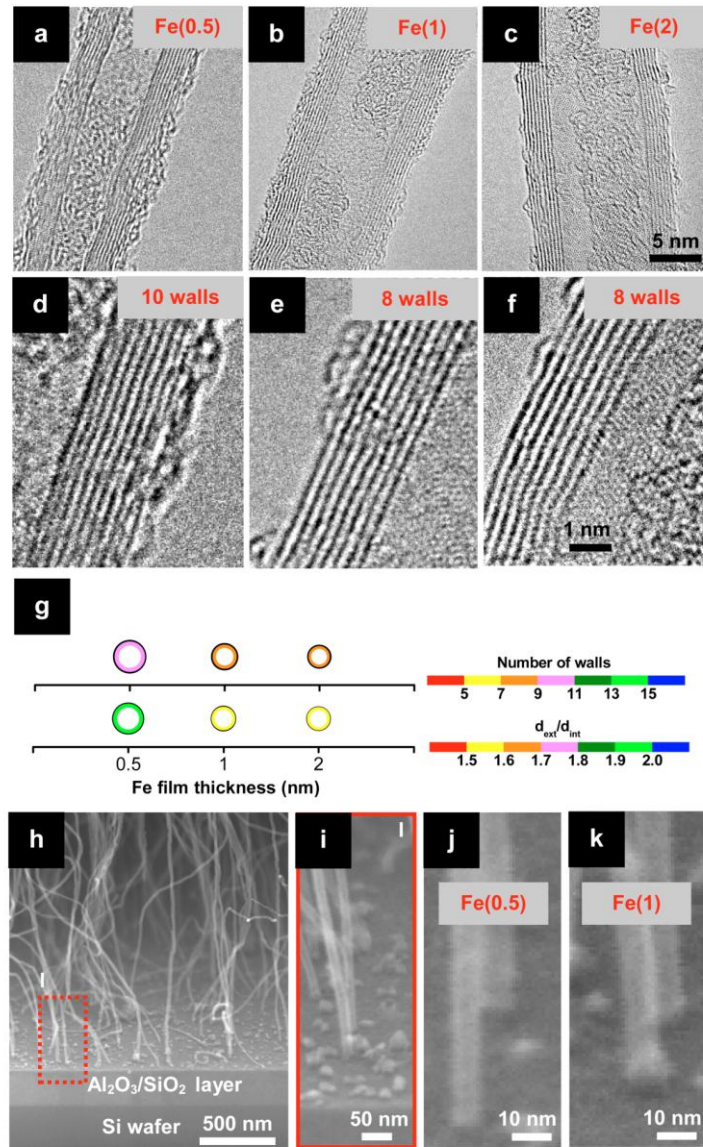 a Fe(0.5) b Fe(1) c Fe(2)
5 nm
d 10 walls e 8 walls f 8 walls
1 nm
g
Number of walls
5 7 9 11 13 15
d_ext/d_int
1.5 1.6 1.7 1.8 1.9 2.0
0.5 1 2
Fe film thickness (nm)
h i j k
I
I
Fe(0.5) Fe(1)
Al₂O₃/SiO₂ layer
Si wafer 500 nm 50 nm 10 nm 10 nm